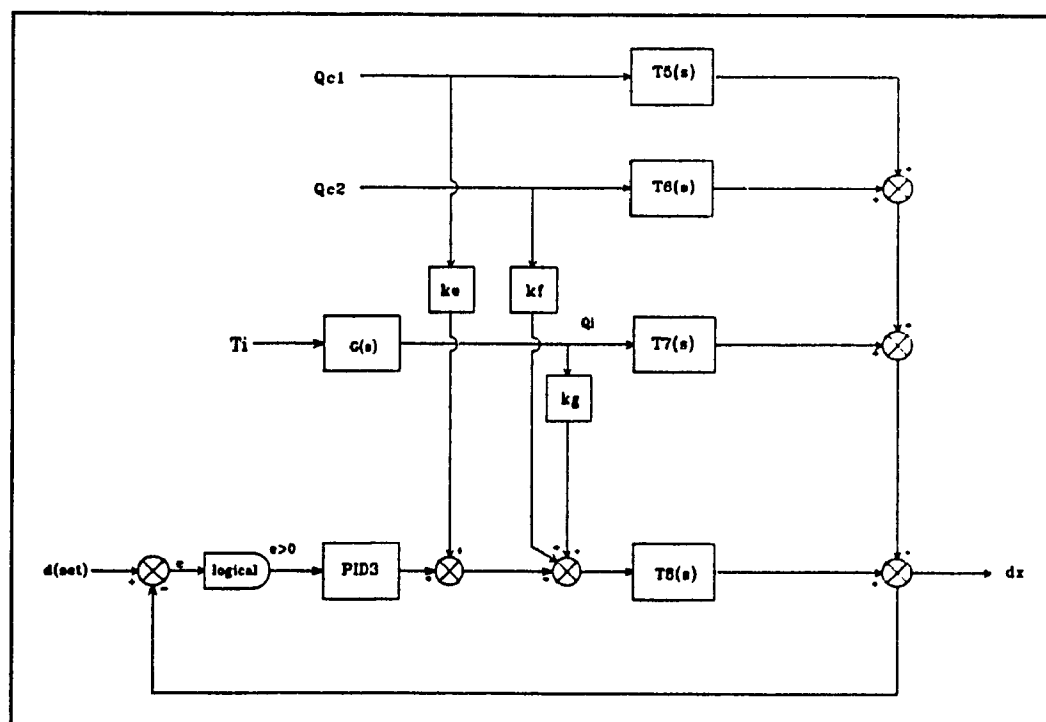 Qc1
T5(s)
Qc2
T6(s)
ke
kf
Qi
Ti
G(s)
T7(s)
kg
d(set)
e
logical
e>0
PID3
T8(s)
dx